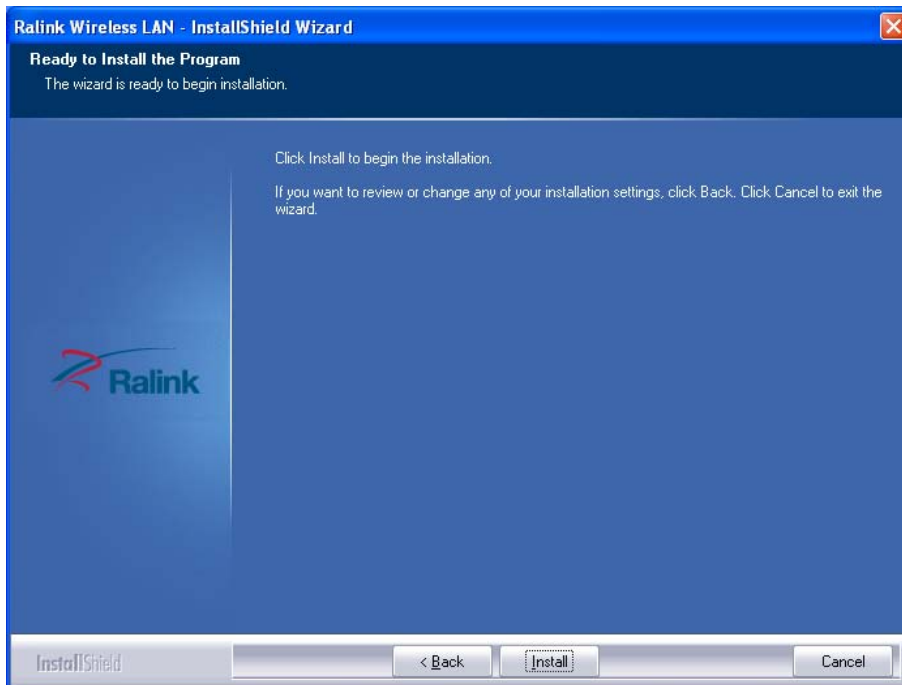 Ralink Wireless LAN - InstallShield Wizard
Ready to Install the Program
The wizard is ready to begin installation.
Click Install to begin the installation.
If you want to review or change any of your installation settings, click Back. Click Cancel to exit the
wizard.
Ralink
InstallShield
< Back
Install
Cancel